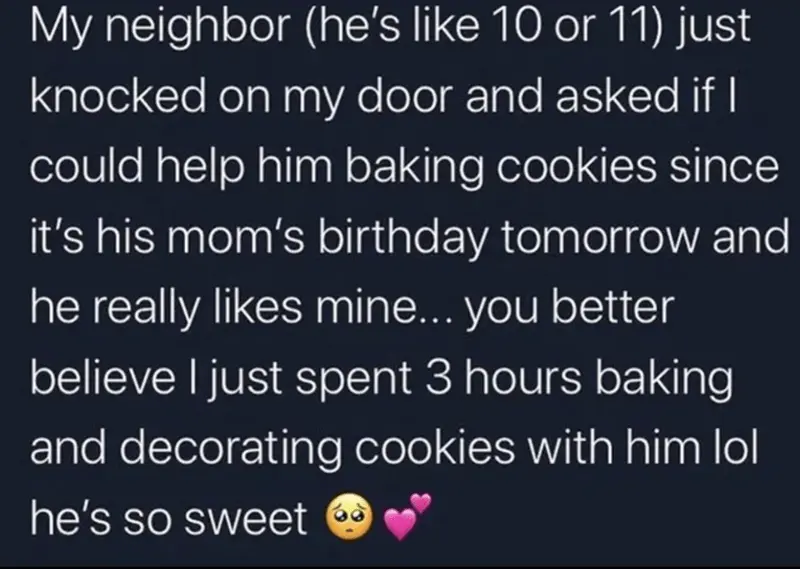 My neighbor (he's like 10 or 11) just
knocked on my door and asked if I
could help him baking cookies since
it's his mom's birthday tomorrow and
he really likes mine... you better
believe I just spent 3 hours baking
and decorating cookies with him lol
he's so sweet 🥺💕